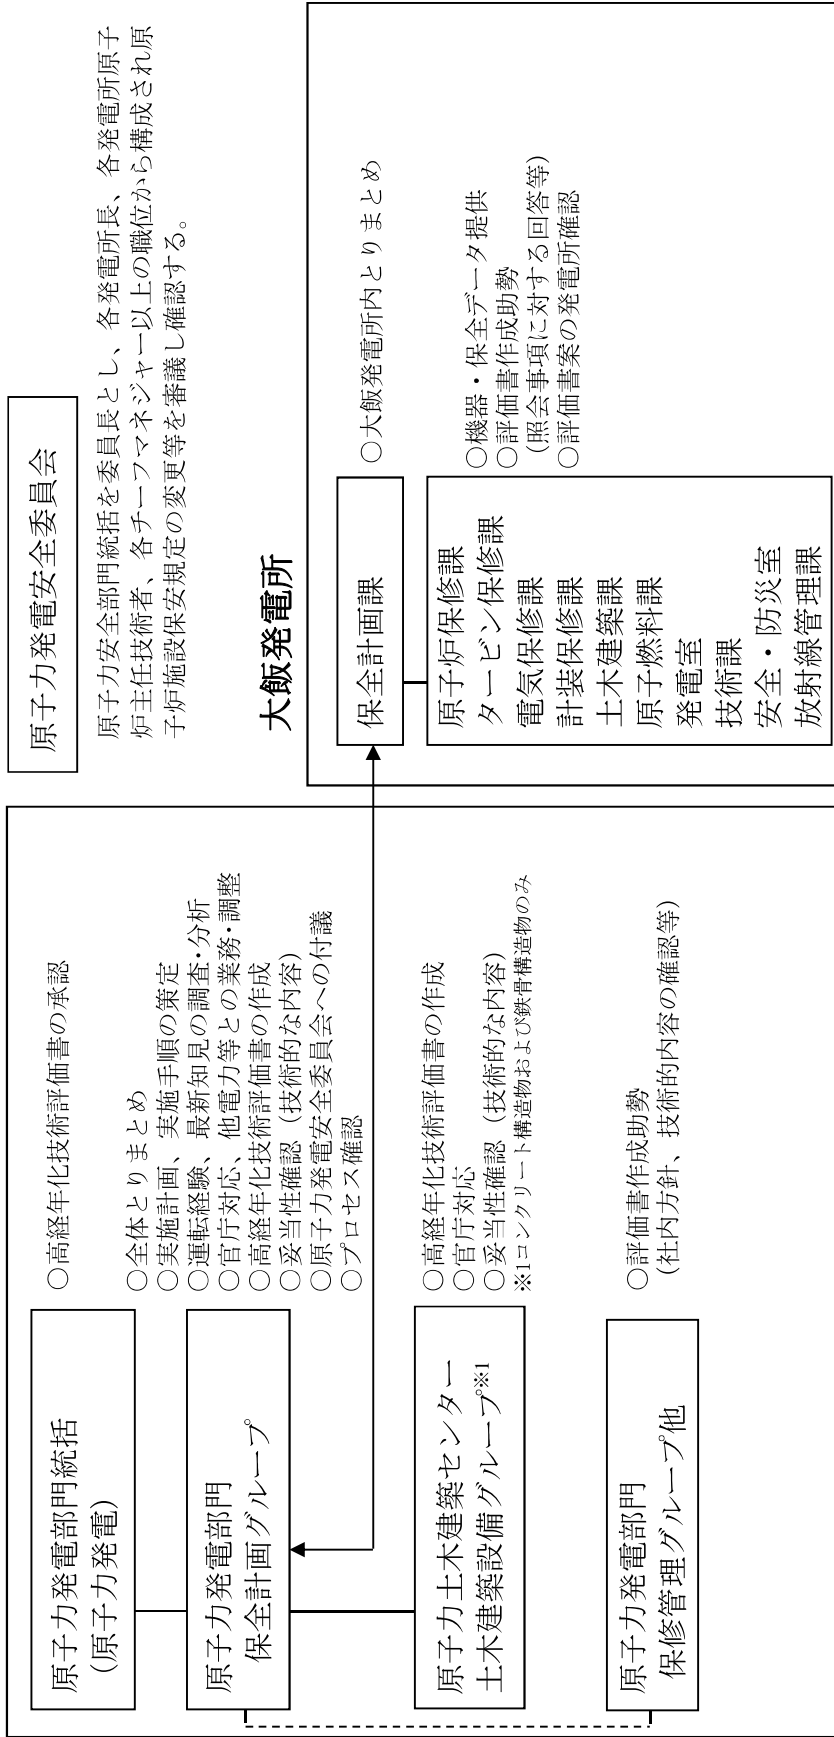 原子力発電部門統括
(原子力発電)
○高経年化技術評価書の承認
原子力発電部門
保全計画グループ
○全体とりまとめ
○実施計画、実施手順の策定
○運転経験、最新知見の調査・分析
○官庁対応、他電力等との業務・調整
○高経年化技術評価書の作成
○妥当性確認（技術的な内容）
○原子力発電安全委員会への付議
○プロセス確認
原子力土木建築センター
土木建築設備グループ※1
○高経年化技術評価書の作成
○官庁対応
○妥当性確認（技術的な内容）
※1コンクリート構造物および鉄骨構造物のみ
原子力発電部門
保修管理グループ他
○評価書作成助勢
(社内方針、技術的内容の確認等)
原子力発電安全委員会
原子力安全部門統括を委員長とし、各発電所長、各発電所原子
炉主任技術者、各チーフマネジャー以上の職位から構成され原
子炉施設保安規定の変更等を審議し確認する。
大飯発電所
保全計画課
○大飯発電所内とりまとめ
原子炉保修課
タービン保修課
電気保修課
計装保修課
土木建築課
原子燃料課
発電室
技術課
安全・防災室
放射線管理課
○機器・保全データ提供
○評価書作成助勢
(照会事項に対する回答等)
○評価書案の発電所確認